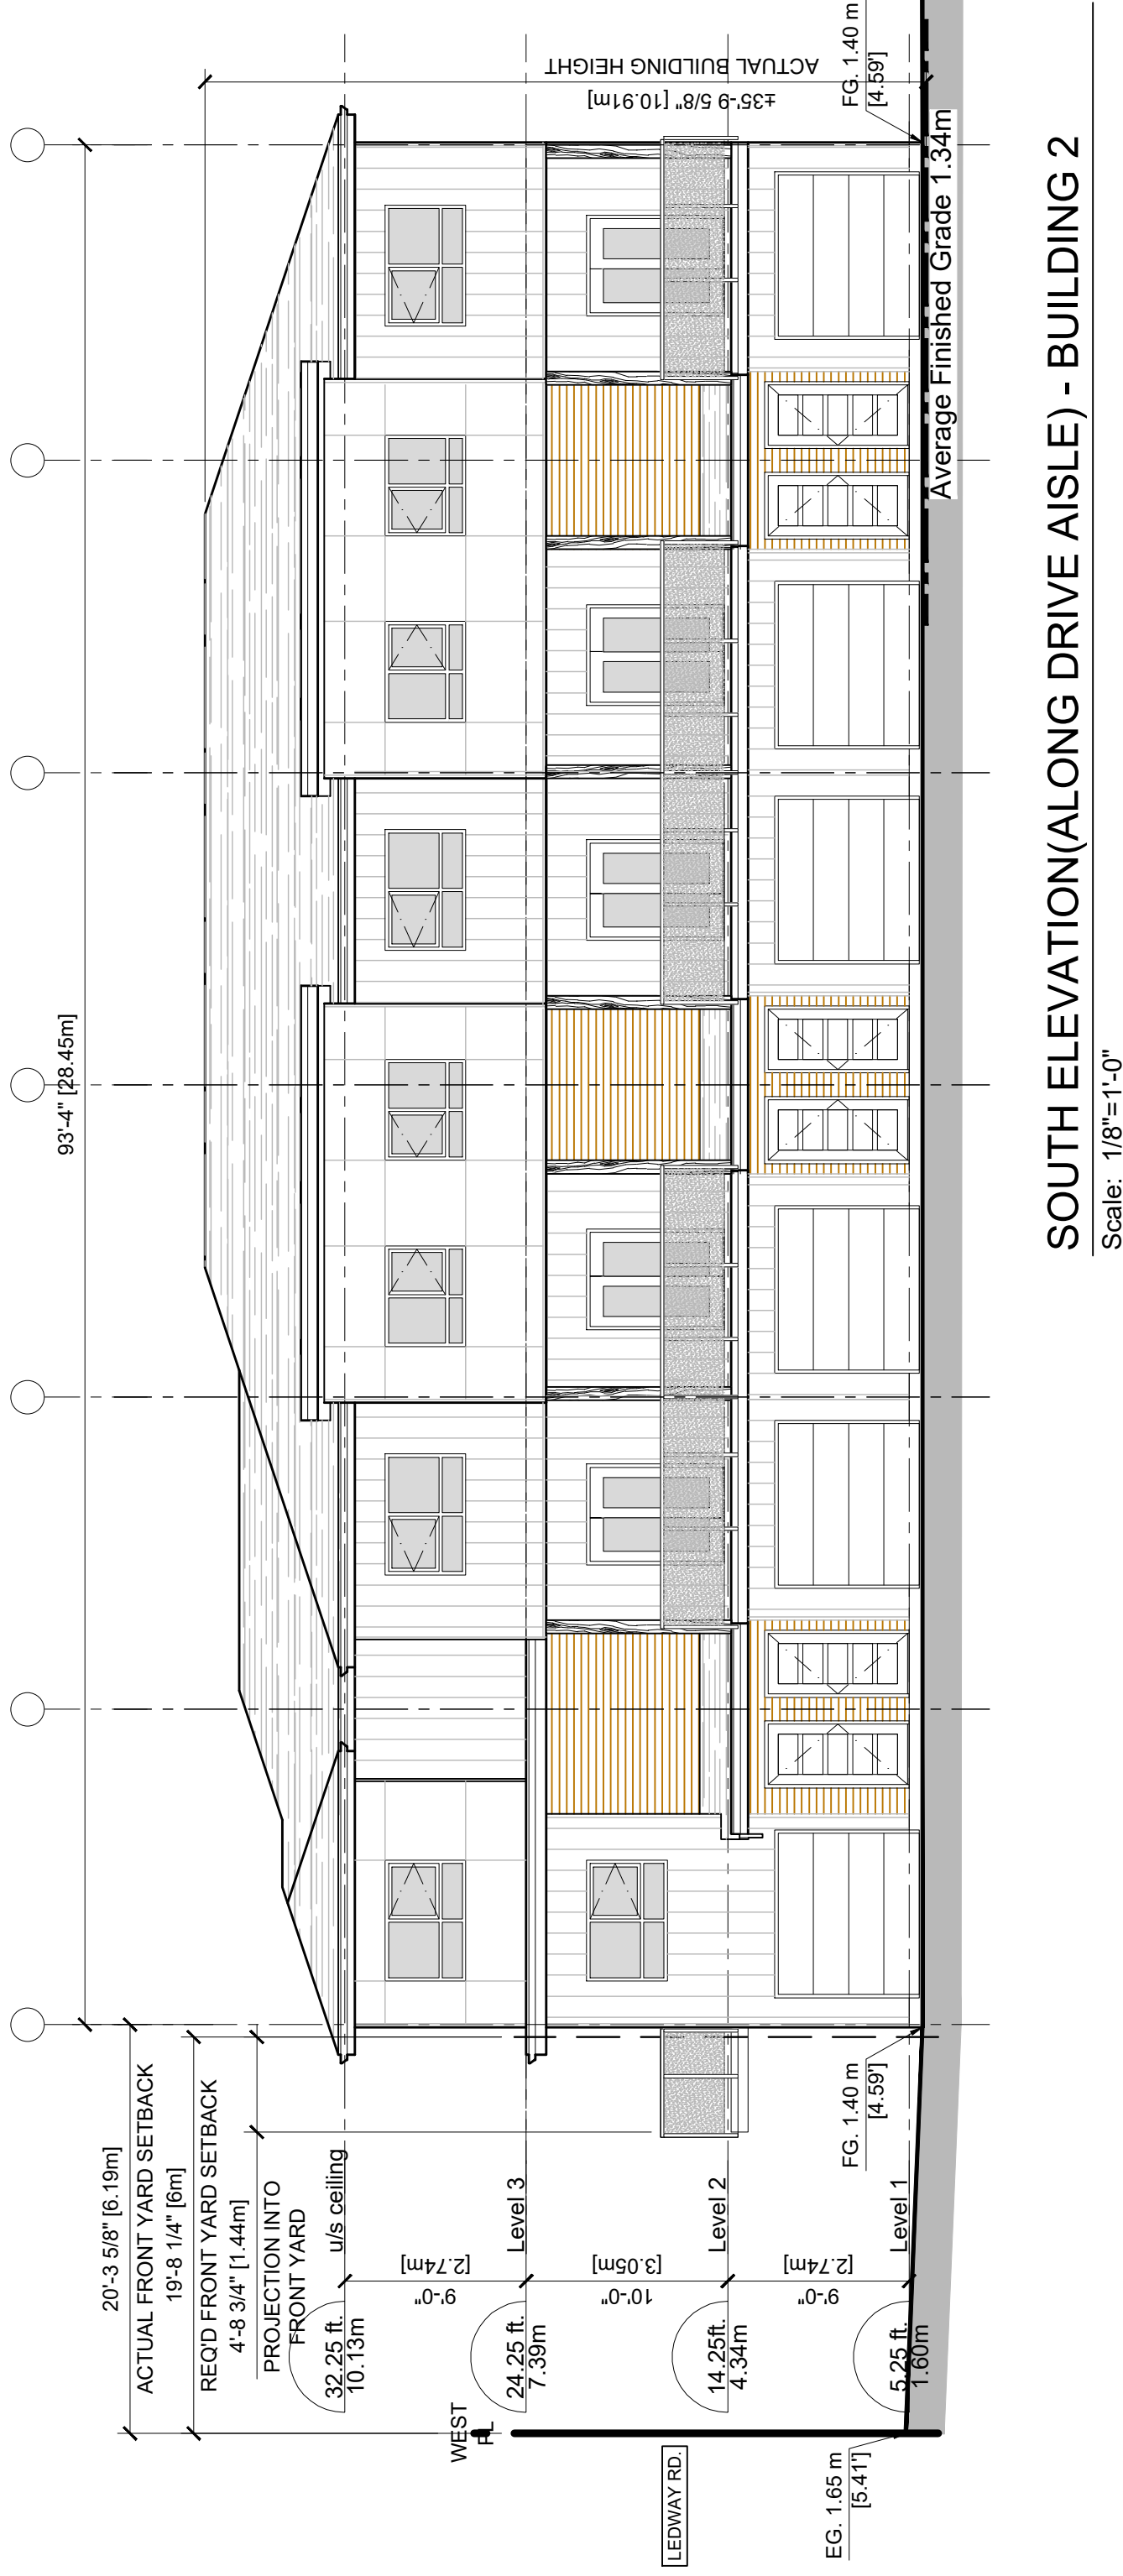 93'-4" [28.45m]
20'-3 5/8" [6.19m]
ACTUAL FRONT YARD SETBACK
19'-8 1/4" [6m]
REQ'D FRONT YARD SETBACK
4'-8 3/4" [1.44m]
PROJECTION INTO
FRONT YARD
ACTUAL BUILDING HEIGHT
±35'-9 5/8" [10.91m]
u/s ceiling
32.25 ft.
10.13m
9'-0"
[2.74m]
Level 3
24.25 ft.
7.39m
10'-0"
[3.05m]
Level 2
14.25ft.
4.34m
9'-0"
[2.74m]
Level 1
5.25 ft.
1.60m
WEST
PL
LEDWAY RD.
EG. 1.65 m
[5.41']
FG. 1.40 m
[4.59']
FG. 1.40 m
[4.59']
Average Finished Grade 1.34m
SOUTH ELEVATION(ALONG DRIVE AISLE) - BUILDING 2
Scale: 1/8"=1'-0"